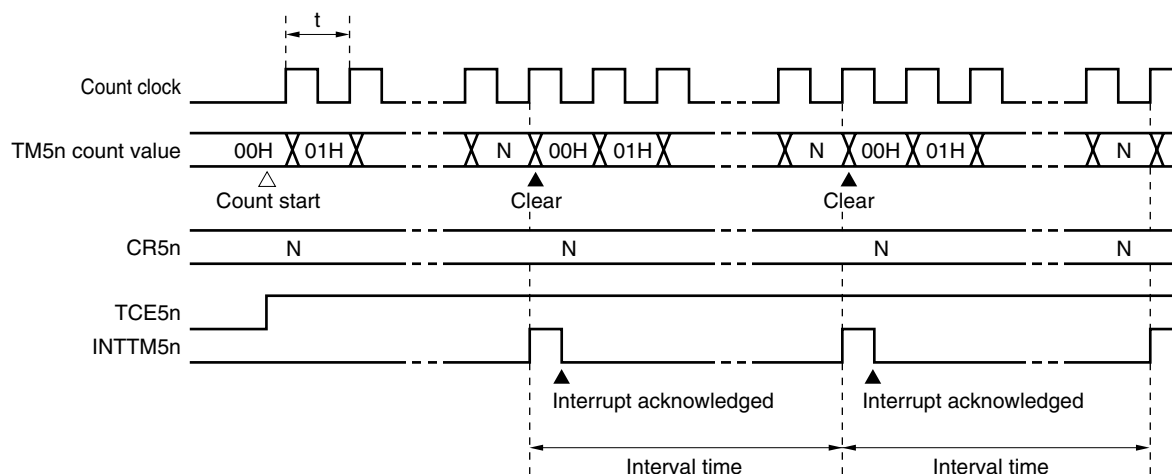 t
Count clock
TM5n count value 00H 01H N 00H 01H N 00H 01H N
Count start Clear Clear
CR5n N N N N
TCE5n
INTTM5n
Interrupt acknowledged Interrupt acknowledged
Interval time Interval time